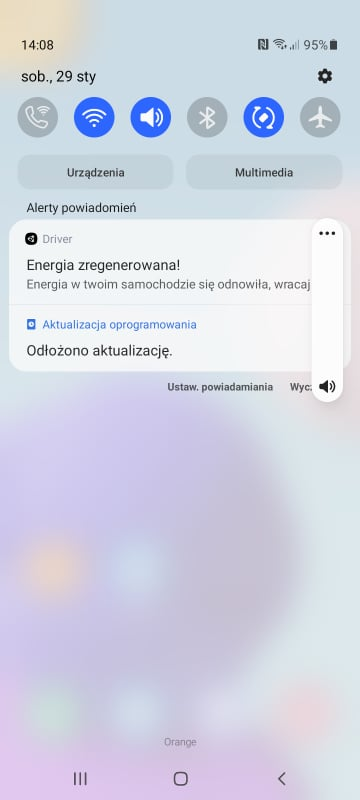 14:08
95%
sob., 29 sty
Urządzenia
Multimedia
Alerty powiadomień
Driver
Energia zregenerowana!
Energia w twoim samochodzie się odnowiła, wracaj
Aktualizacja oprogramowania
Odłożono aktualizację.
Ustaw. powiadamiania
Wycz
Orange